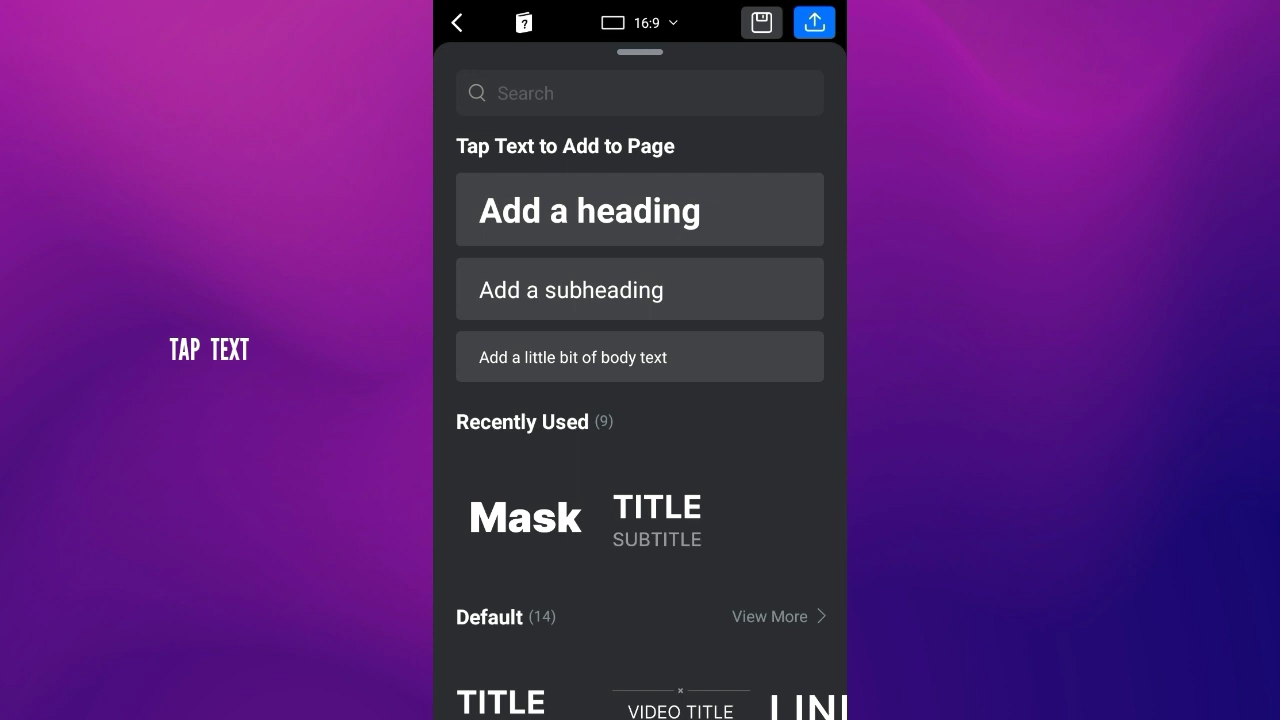 16:9
Search
Tap Text to Add to Page
Add a heading
Add a subheading
TAP TEXT
Add a little bit of body text
Recently Used (9)
Mask
TITLE
SUBTITLE
Default (14)
View More
TITLE
VIDEO TITLE